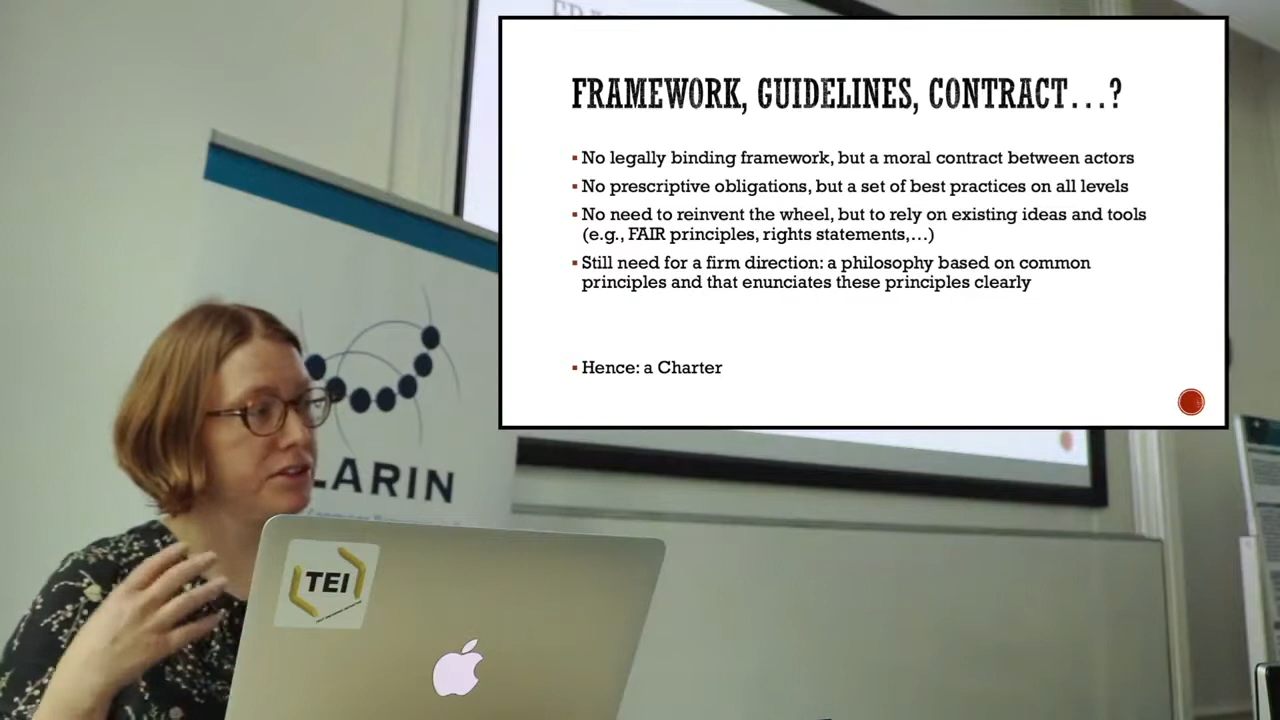 FRAMEWORK, GUIDELINES, CONTRACT...?
▪ No legally binding framework, but a moral contract between actors
▪ No prescriptive obligations, but a set of best practices on all levels
▪ No need to reinvent the wheel, but to rely on existing ideas and tools
(e.g., FAIR principles, rights statements,...)
▪ Still need for a firm direction: a philosophy based on common
principles and that enunciates these principles clearly
▪ Hence: a Charter
LARIN
TEI